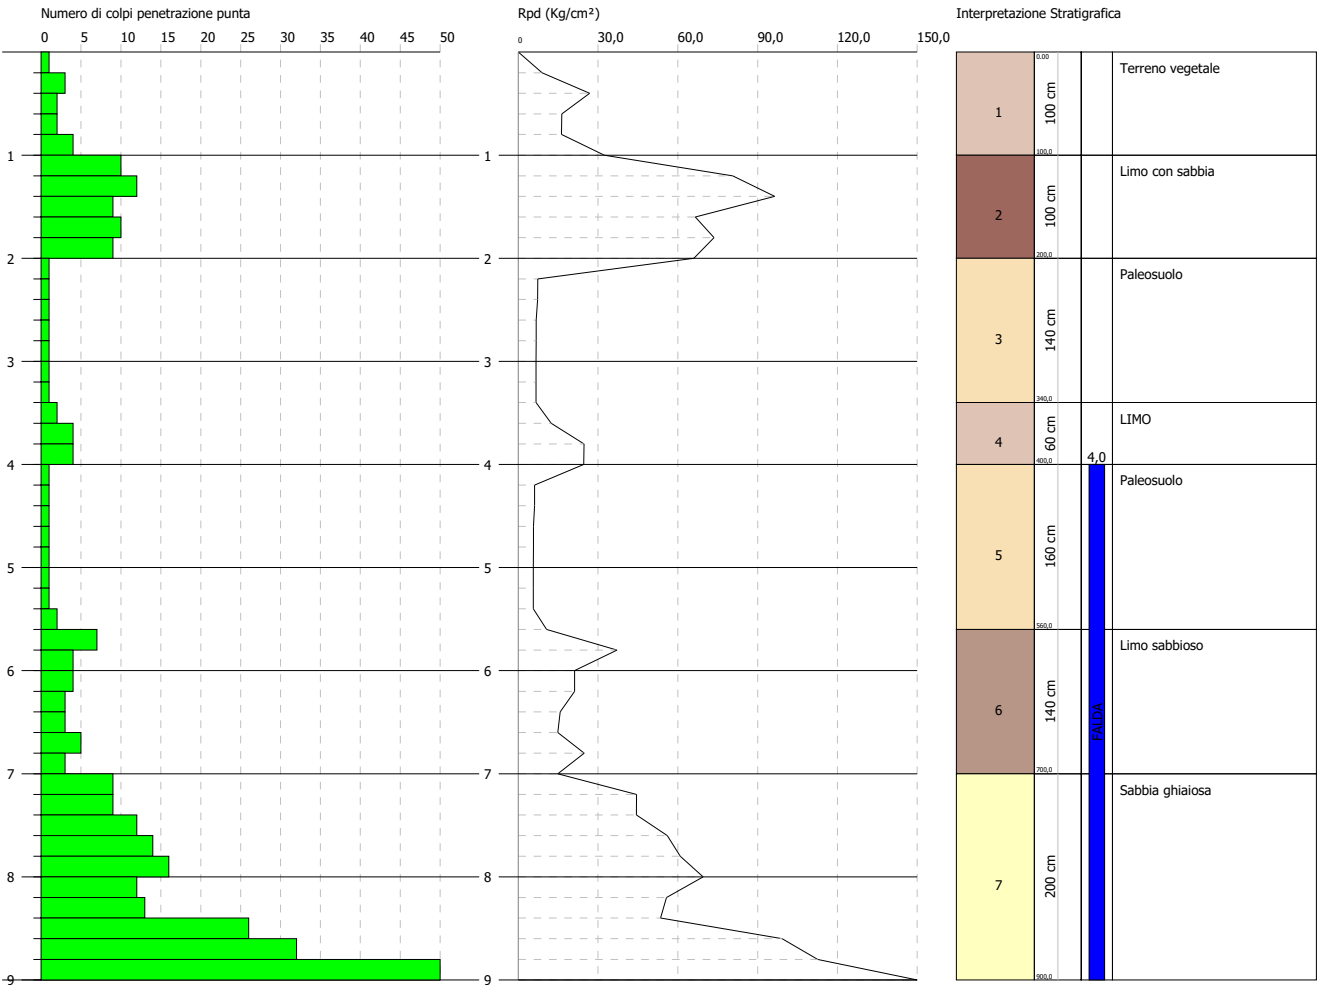 Numero di colpi penetrazione punta
Rpd (Kg/cm²)
Interpretazione Stratigrafica
0 5 10 15 20 25 30 35 40 45 50
0 30,0 60,0 90,0 120,0 150,0
0.00
Terreno vegetale
1
100 cm
100,0
1 1
Limo con sabbia
2
100 cm
200,0
2 2
Paleosuolo
3
140 cm
340,0
3 3
LIMO
4
60 cm
400,0
4 4
4,0
Paleosuolo
5
160 cm
560,0
5 5
Limo sabbioso
6
140 cm
700,0
6 6
FALDA
7 7
Sabbia ghiaiosa
7
200 cm
900,0
8 8
9 9